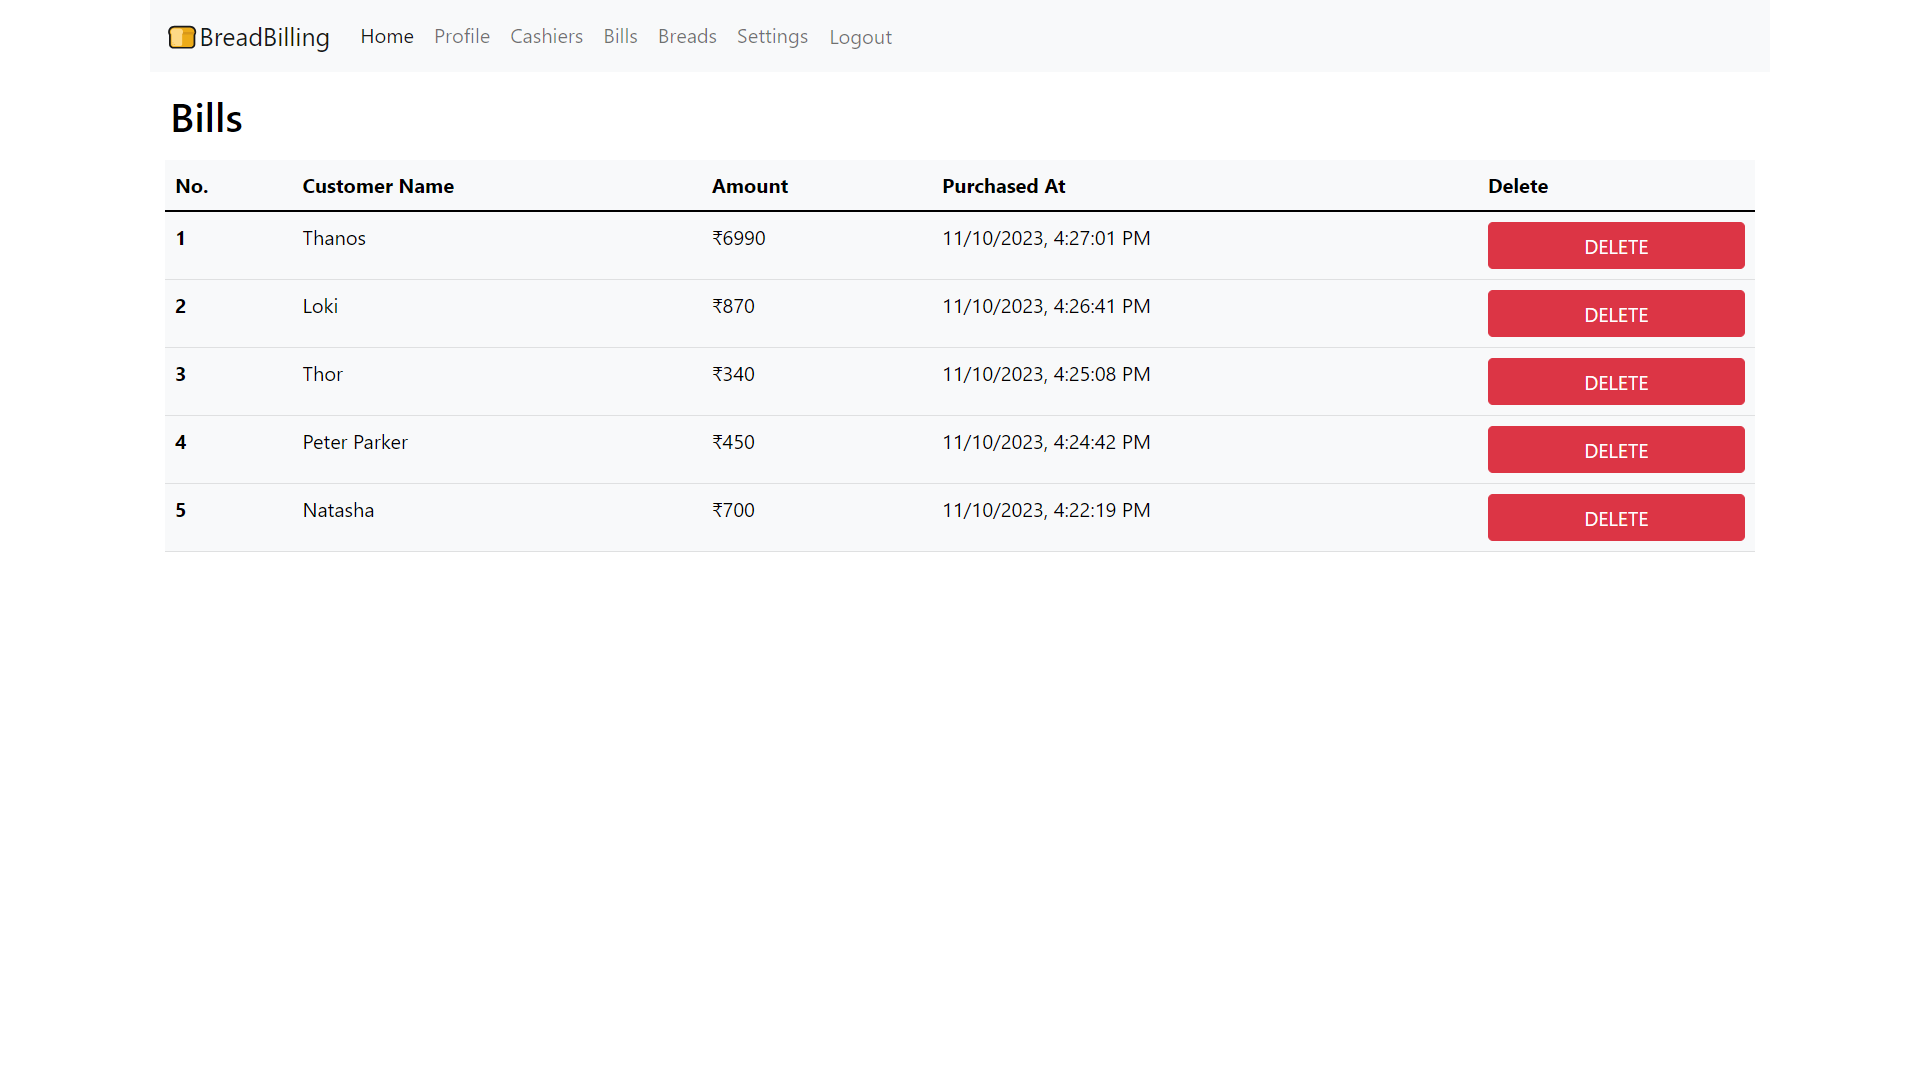 BreadBilling Home Profile Cashiers Bills Breads Settings Logout
Bills
No. Customer Name Amount Purchased At Delete
1 Thanos ₹6990 11/10/2023, 4:27:01 PM DELETE
2 Loki ₹870 11/10/2023, 4:26:41 PM DELETE
3 Thor ₹340 11/10/2023, 4:25:08 PM DELETE
4 Peter Parker ₹450 11/10/2023, 4:24:42 PM DELETE
5 Natasha ₹700 11/10/2023, 4:22:19 PM DELETE